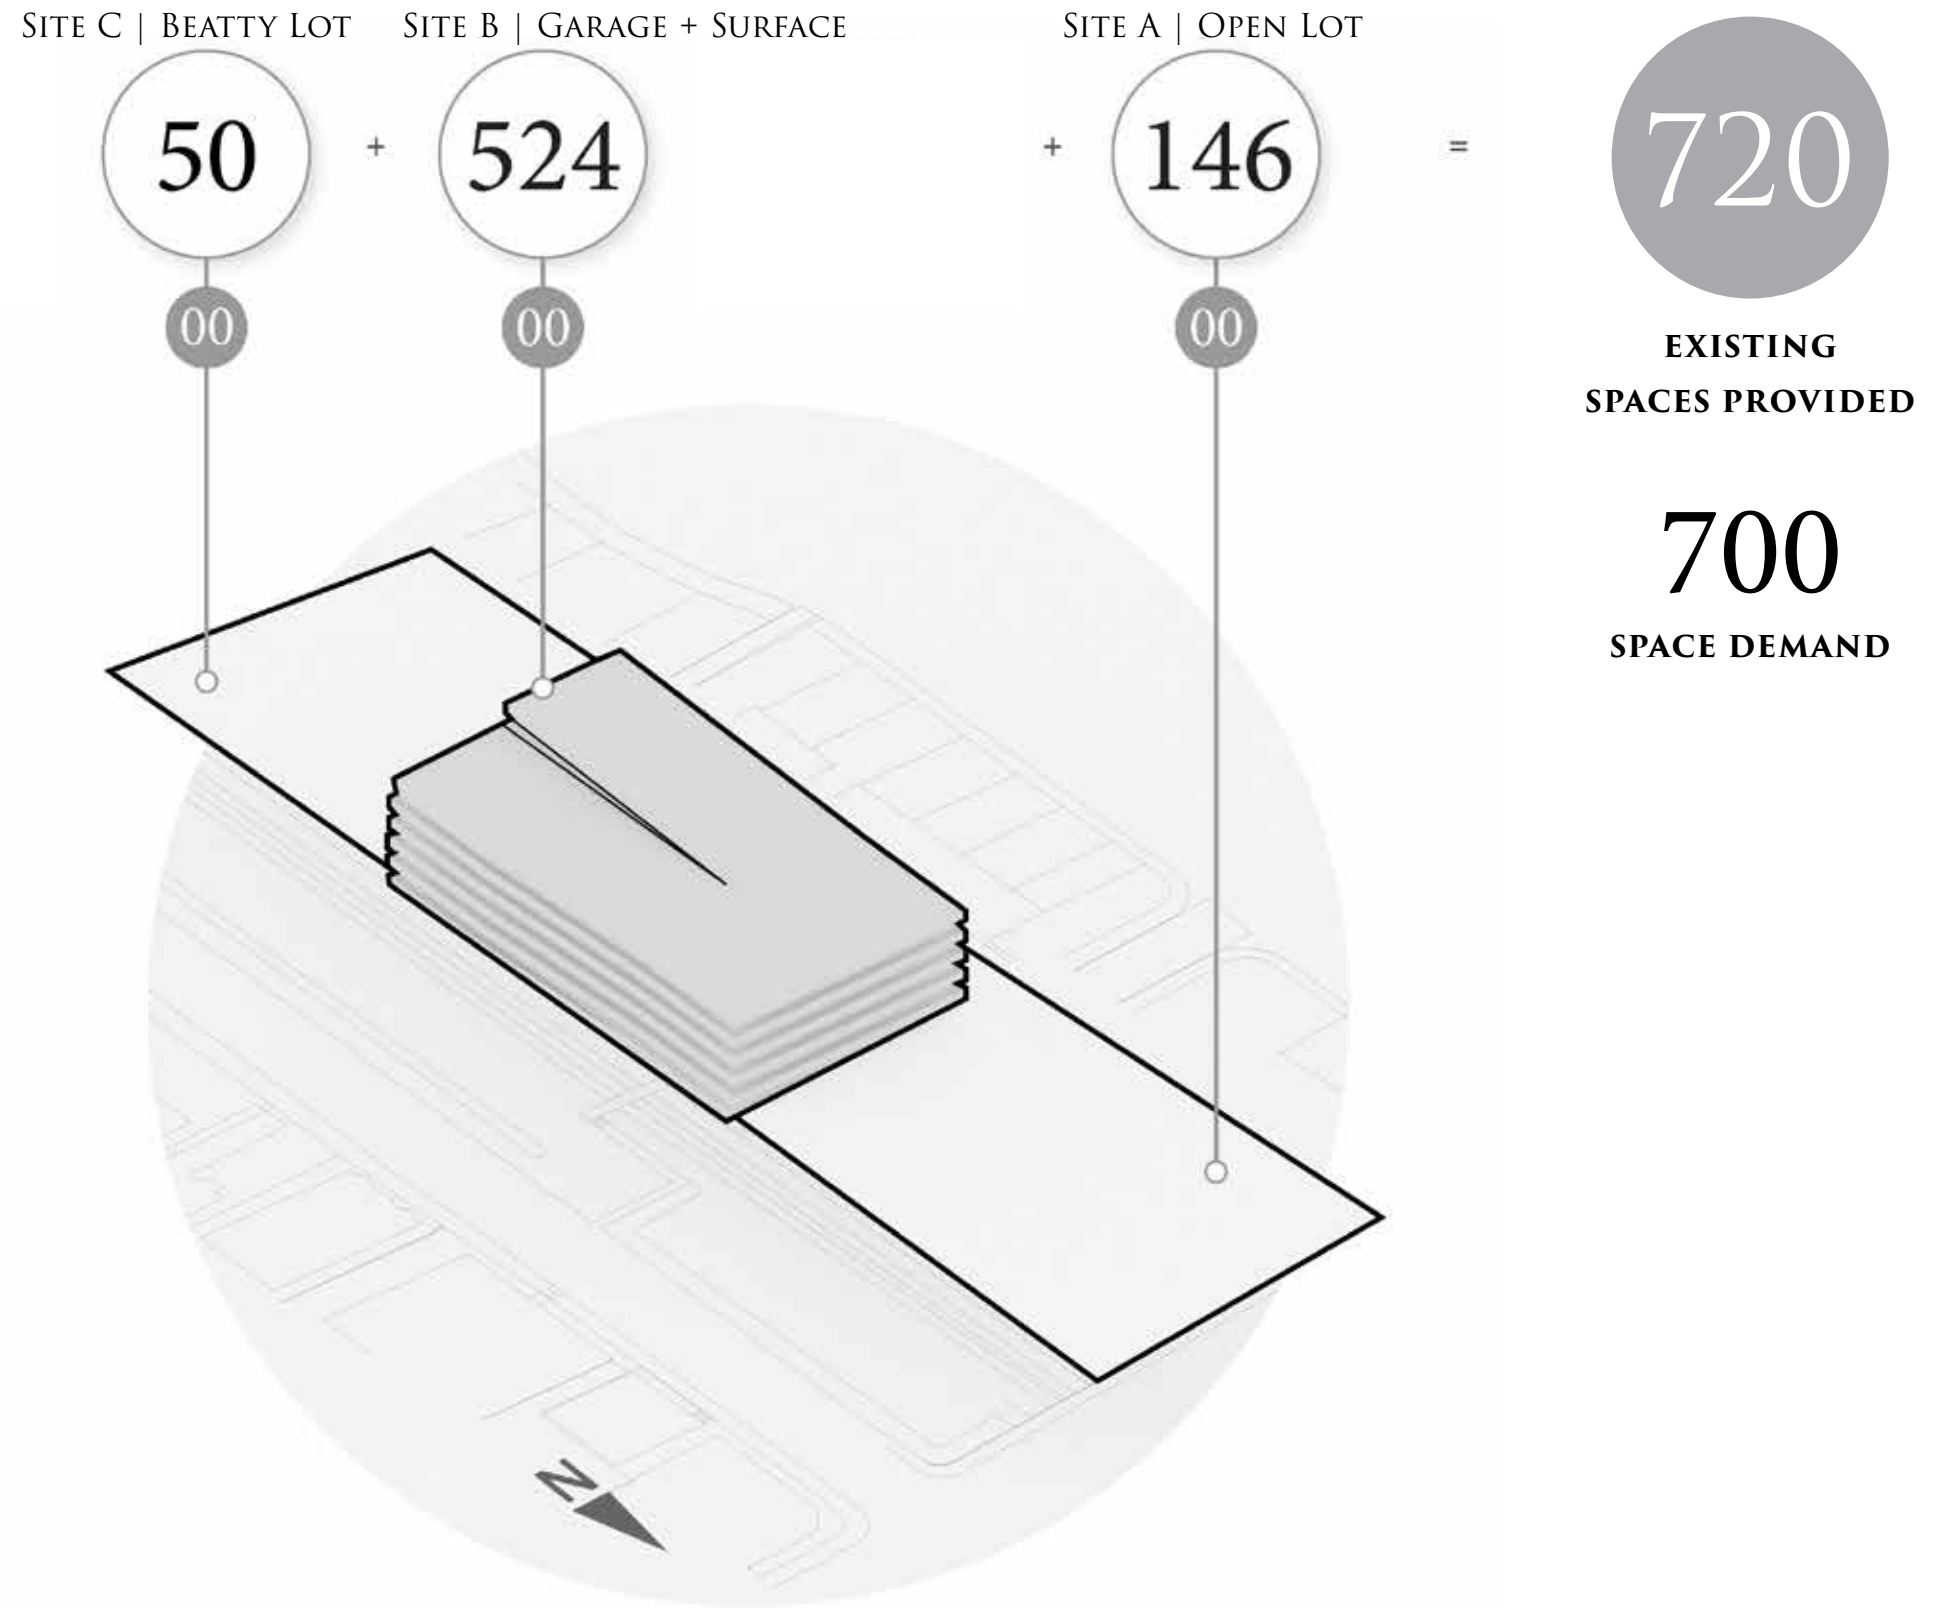 SITE C | BEATTY LOT SITE B | GARAGE + SURFACE SITE A | OPEN LOT
50 + 524 + 146 = 720
00 00 00
EXISTING
SPACES PROVIDED
700
SPACE DEMAND
N